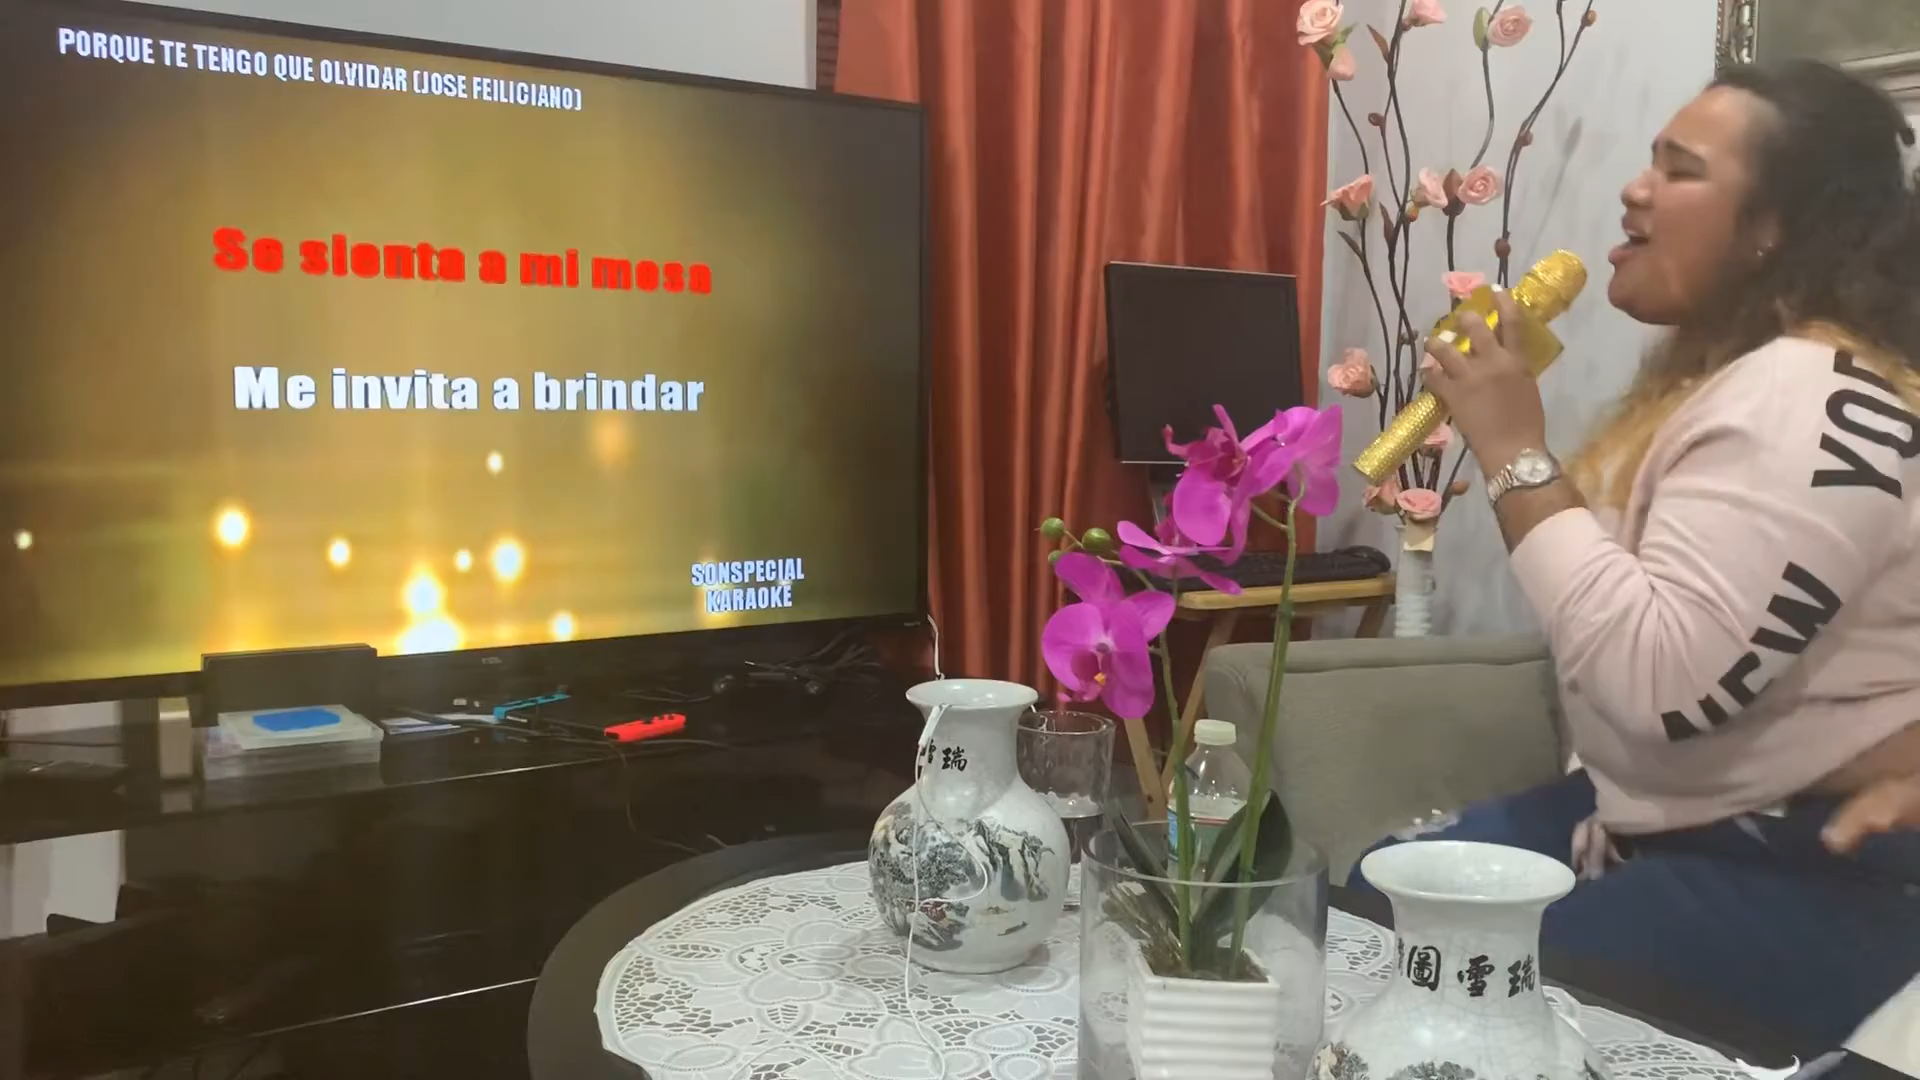 PORQUE TE TENGO QUE OLVIDAR (JOSE FEILICIANO)
Se sienta a mi mesa
Me invita a brindar
SONSPECIAL
KARAOKE
NEW YOR
雪瑞
圖雪瑞